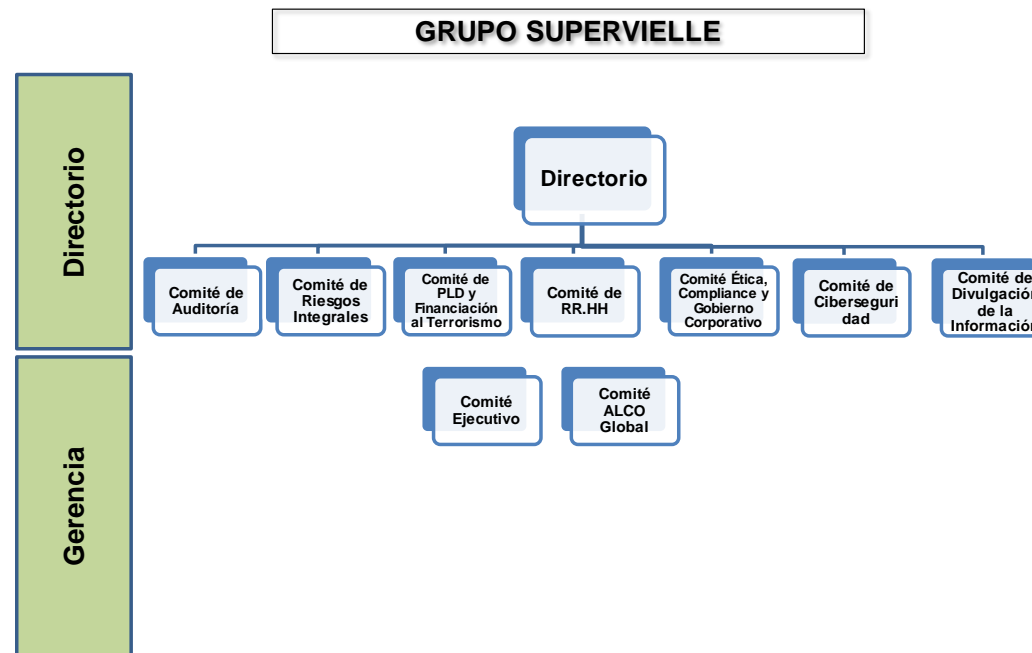 GRUPO SUPERVIELLE
Directorio
Directorio
Comité de
Auditoría
Comité de
Riesgos
Integrales
Comité de
PLD y
Financiación
al Terrorismo
Comité de
RR.HH
Comité Ética,
Compliance y
Gobierno
Corporativo
Comité de
Ciberseguri
dad
Comité de
Divulgación
de la
Información
Gerencia
Comité
Ejecutivo
Comité
ALCO
Global